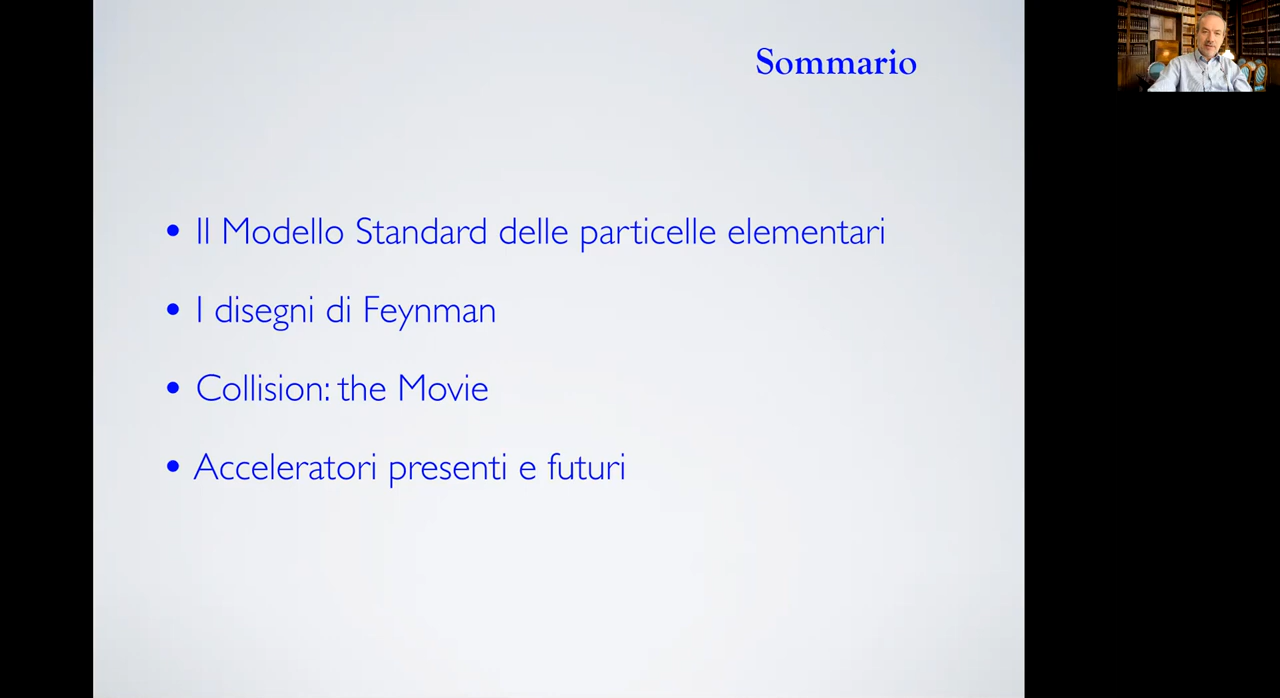 Sommario
• Il Modello Standard delle particelle elementari
• I disegni di Feynman
• Collision: the Movie
• Acceleratori presenti e futuri